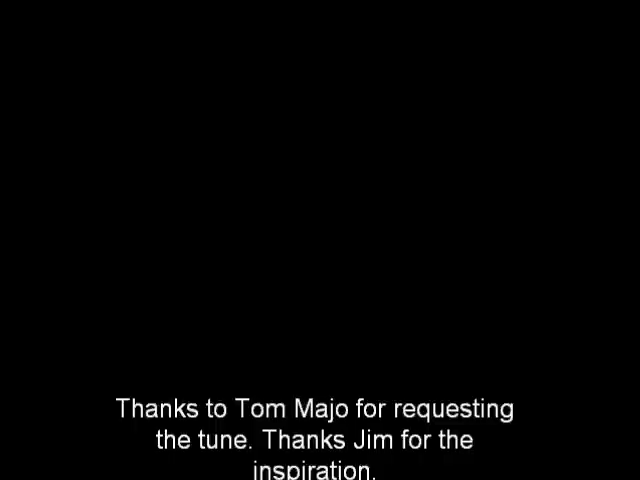 Thanks to Tom Majo for requesting
the tune. Thanks Jim for the
inspiration.